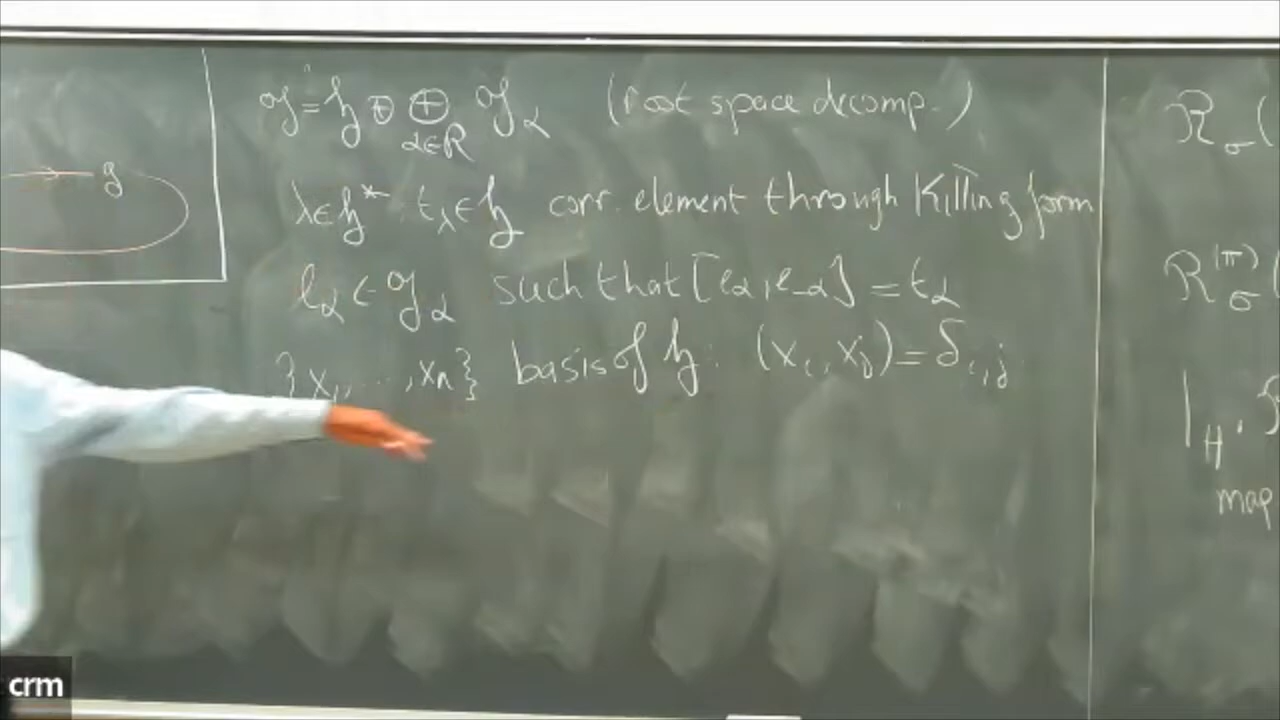 g
𝔤 = 𝔥 ⊕ ⊕_{α∈R} 𝔤_α (root space decomp.)
λ∈𝔥* : t_λ∈𝔥 corr. element through Killing form
e_α ∈ 𝔤_α such that [e_α, e_-α] = t_α
{x_1, ..., x_n} basis of 𝔥 : (x_i, x_j) = δ_{i,j}
R_σ (
R_σ^{(π)} (
map
crm